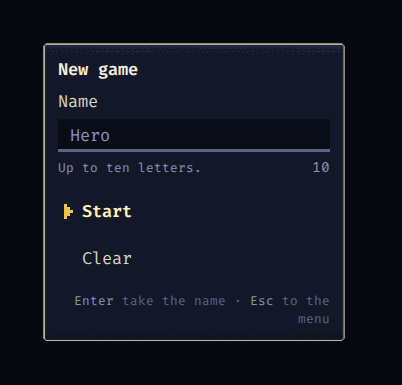 New game
Name
Hero
Up to ten letters. 10
Start
Clear
Enter take the name · Esc to the
menu